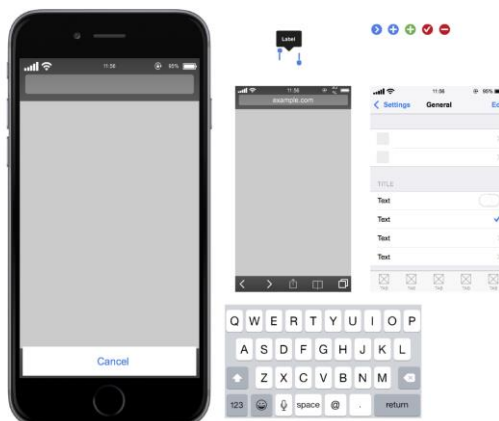 11:56
Cancel
Label
11:56
example.com
11:56
Settings General
TITLE
Text
Text
Text
Text
Q W E R T Y U I O P
A S D F G H J K L
Z X C V B N M
123 space @ . return